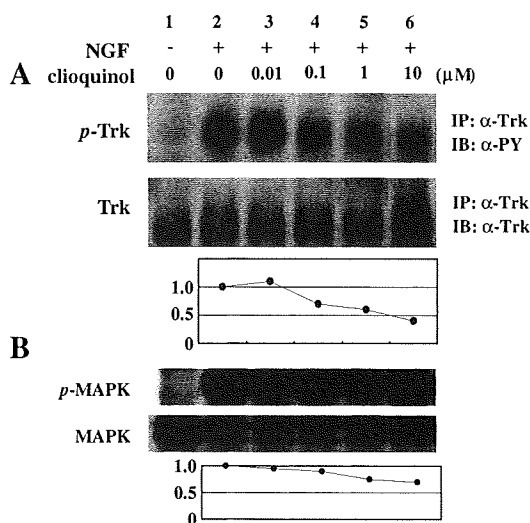 1 2 3 4 5 6
NGF - + + + + +
A clioquinol 0 0 0.01 0.1 1 10 (μM)
p-Trk IP: α-Trk
IB: α-PY
Trk IP: α-Trk
IB: α-Trk
1.0
0.5
0
B
p-MAPK
MAPK
1.0
0.5
0